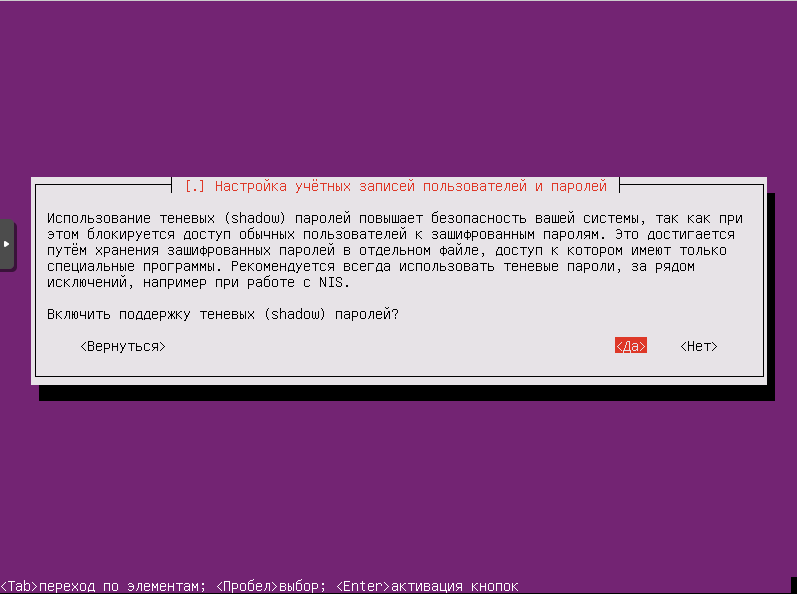 [.] Настройка учётных записей пользователей и паролей
Использование теневых (shadow) паролей повышает безопасность вашей системы, так как при
этом блокируется доступ обычных пользователей к зашифрованным паролям. Это достигается
путём хранения зашифрованных паролей в отдельном файле, доступ к котором имеют только
специальные программы. Рекомендуется всегда использовать теневые пароли, за рядом
исключений, например при работе с NIS.
Включить поддержку теневых (shadow) паролей?
<Вернуться> <Да> <Нет>
<Tab>переход по элементам; <Пробел>выбор; <Enter>активация кнопок